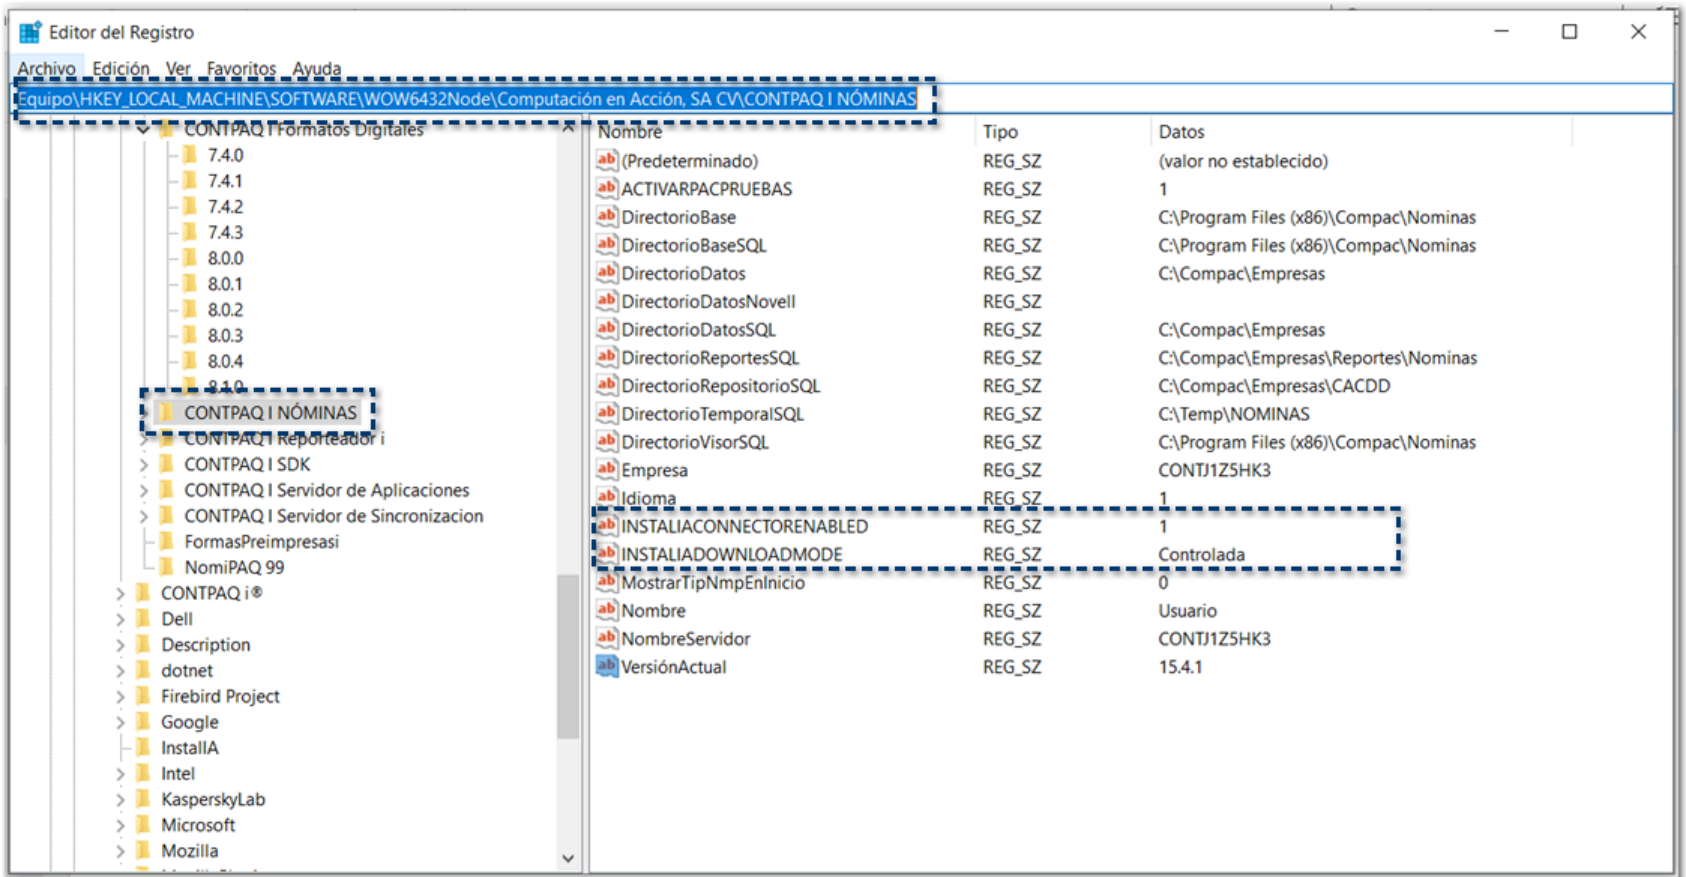 Editor del Registro
Archivo Edición Ver Favoritos Ayuda
Equipo\HKEY_LOCAL_MACHINE\SOFTWARE\WOW6432Node\Computación en Acción, SA CV\CONTPAQ I NÓMINAS
CONTPAQ I Formatos Digitales
7.4.0
7.4.1
7.4.2
7.4.3
8.0.0
8.0.1
8.0.2
8.0.3
8.0.4
8.1.0
CONTPAQ I NÓMINAS
CONTPAQ I Reporteador i
CONTPAQ I SDK
CONTPAQ I Servidor de Aplicaciones
CONTPAQ I Servidor de Sincronizacion
FormasPreimpresasi
NomiPAQ 99
CONTPAQ i®
Dell
Description
dotnet
Firebird Project
Google
InstallA
Intel
KasperskyLab
Microsoft
Mozilla
Nombre Tipo Datos
(Predeterminado) REG_SZ (valor no establecido)
ACTIVARPACPRUEBAS REG_SZ 1
DirectorioBase REG_SZ C:\Program Files (x86)\Compac\Nominas
DirectorioBaseSQL REG_SZ C:\Program Files (x86)\Compac\Nominas
DirectorioDatos REG_SZ C:\Compac\Empresas
DirectorioDatosNovell REG_SZ
DirectorioDatosSQL REG_SZ C:\Compac\Empresas
DirectorioReportesSQL REG_SZ C:\Compac\Empresas\Reportes\Nominas
DirectorioRepositorioSQL REG_SZ C:\Compac\Empresas\CACDD
DirectorioTemporalSQL REG_SZ C:\Temp\NOMINAS
DirectorioVisorSQL REG_SZ C:\Program Files (x86)\Compac\Nominas
Empresa REG_SZ CONTJ1Z5HK3
Idioma REG_SZ 1
INSTALIACONNECTORENABLED REG_SZ 1
INSTALIADOWNLOADMODE REG_SZ Controlada
MostrarTipNmpEnInicio REG_SZ 0
Nombre REG_SZ Usuario
NombreServidor REG_SZ CONTJ1Z5HK3
VersiónActual REG_SZ 15.4.1